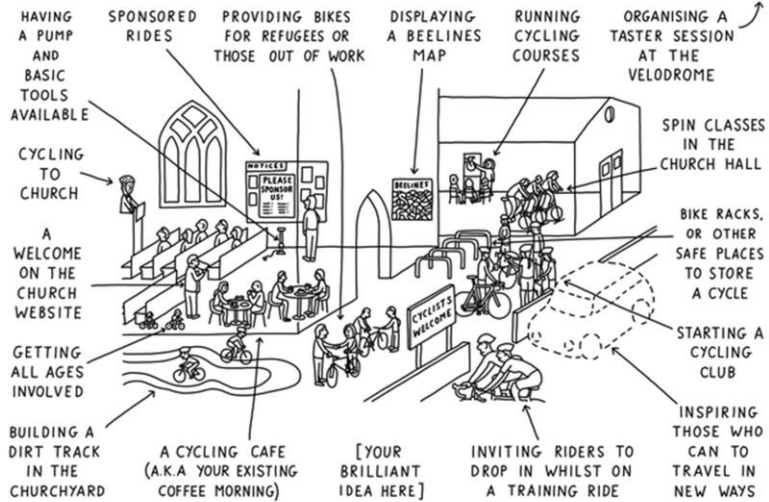 HAVING
A PUMP
AND
BASIC
TOOLS
AVAILABLE
SPONSORED
RIDES
PROVIDING BIKES
FOR REFUGEES OR
THOSE OUT OF WORK
DISPLAYING
A BEELINES
MAP
RUNNING
CYCLING
COURSES
ORGANISING A
TASTER SESSION
AT THE
VELODROME
CYCLING
TO
CHURCH
NOTICES
PLEASE
SPONSOR
US!
BEELINES
SPIN CLASSES
IN THE
CHURCH HALL
A
WELCOME
ON THE
CHURCH
WEBSITE
BIKE RACKS,
OR OTHER
SAFE PLACES
TO STORE
A CYCLE
CYCLISTS
WELCOME
GETTING
ALL AGES
INVOLVED
STARTING A
CYCLING
CLUB
BUILDING A
DIRT TRACK
IN THE
CHURCHYARD
A CYCLING CAFE
(A.K.A YOUR EXISTING
COFFEE MORNING)
[YOUR
BRILLIANT
IDEA HERE]
INVITING RIDERS TO
DROP IN WHILST ON
A TRAINING RIDE
INSPIRING
THOSE WHO
CAN TO
TRAVEL IN
NEW WAYS